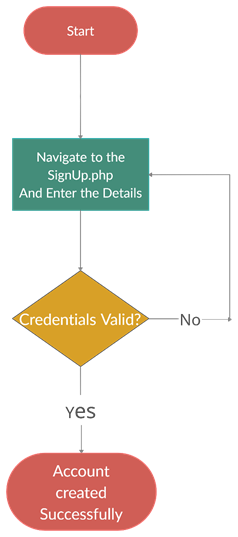 Start
Navigate to the
SignUp.php
And Enter the Details
Credentials Valid?
No
Yes
Account
created
Successfully